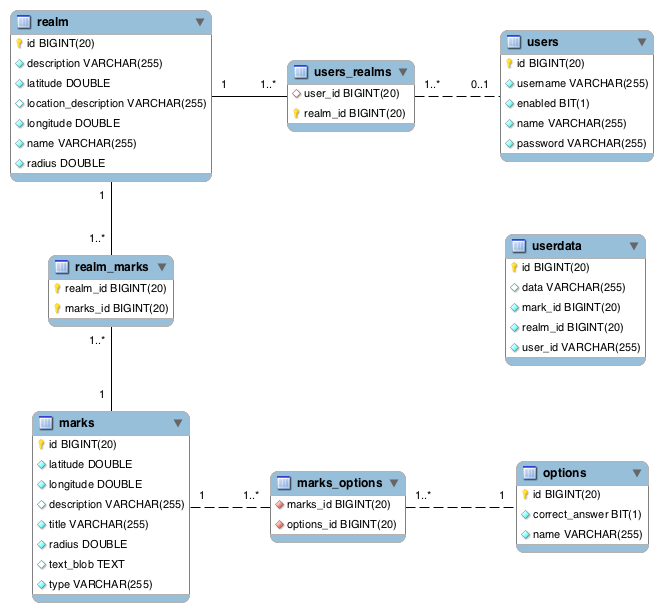 realm
id BIGINT(20)
description VARCHAR(255)
latitude DOUBLE
location_description VARCHAR(255)
longitude DOUBLE
name VARCHAR(255)
radius DOUBLE
1
1..*
users_realms
user_id BIGINT(20)
realm_id BIGINT(20)
1..*
0..1
users
id BIGINT(20)
username VARCHAR(255)
enabled BIT(1)
name VARCHAR(255)
password VARCHAR(255)
1
1..*
realm_marks
realm_id BIGINT(20)
marks_id BIGINT(20)
1..*
1
userdata
id BIGINT(20)
data VARCHAR(255)
mark_id BIGINT(20)
realm_id BIGINT(20)
user_id VARCHAR(255)
marks
id BIGINT(20)
latitude DOUBLE
longitude DOUBLE
description VARCHAR(255)
title VARCHAR(255)
radius DOUBLE
text_blob TEXT
type VARCHAR(255)
1
1..*
marks_options
marks_id BIGINT(20)
options_id BIGINT(20)
1..*
1
options
id BIGINT(20)
correct_answer BIT(1)
name VARCHAR(255)